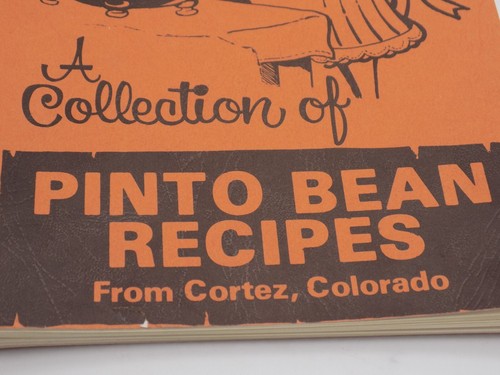 A
Collection of
PINTO BEAN
RECIPES
From Cortez, Colorado